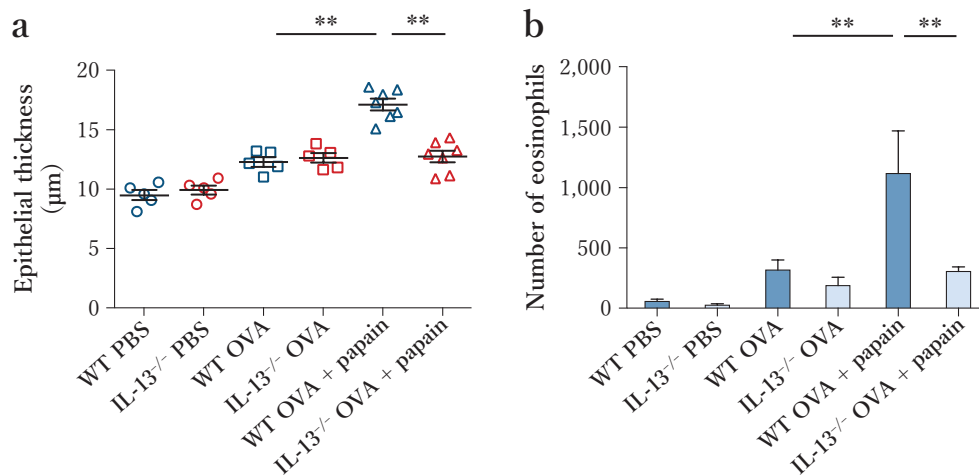 a
** **
Epithelial thickness
(μm)
20
15
10
5
0
WT PBS
IL-13⁻/⁻ PBS
WT OVA
IL-13⁻/⁻ OVA
WT OVA + papain
IL-13⁻/⁻ OVA + papain
b
** **
Number of eosinophils
2,000
1,500
1,000
500
0
WT PBS
IL-13⁻/⁻ PBS
WT OVA
IL-13⁻/⁻ OVA
WT OVA + papain
IL-13⁻/⁻ OVA + papain